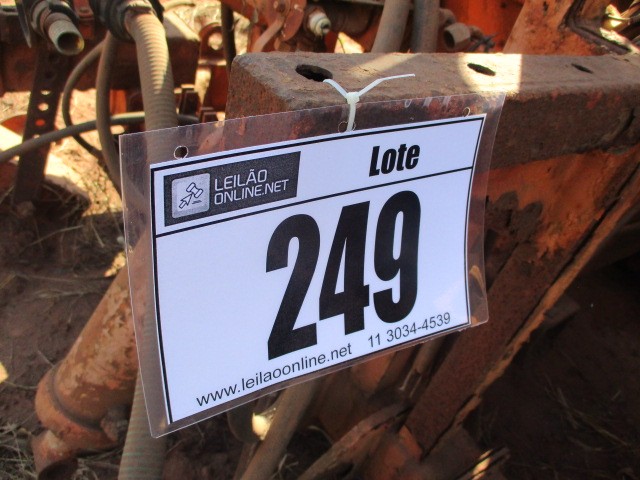 LEILÃO
ONLINE.NET
Lote
249
www.leilaoonline.net 11 3034-4539